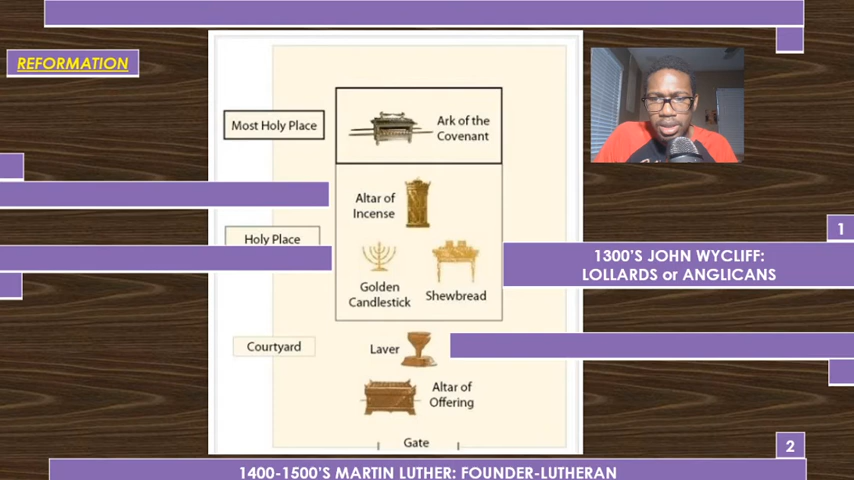 REFORMATION
Most Holy Place
Ark of the
Covenant
Altar of
Incense
1
Holy Place
1300'S JOHN WYCLIF:
LOLLARDS or ANGLICANS
Golden
Candlestick
Shewbread
Courtyard
Laver
Altar of
Offering
Gate
2
1400-1500'S MARTIN LUTHER: FOUNDER-LUTHERAN